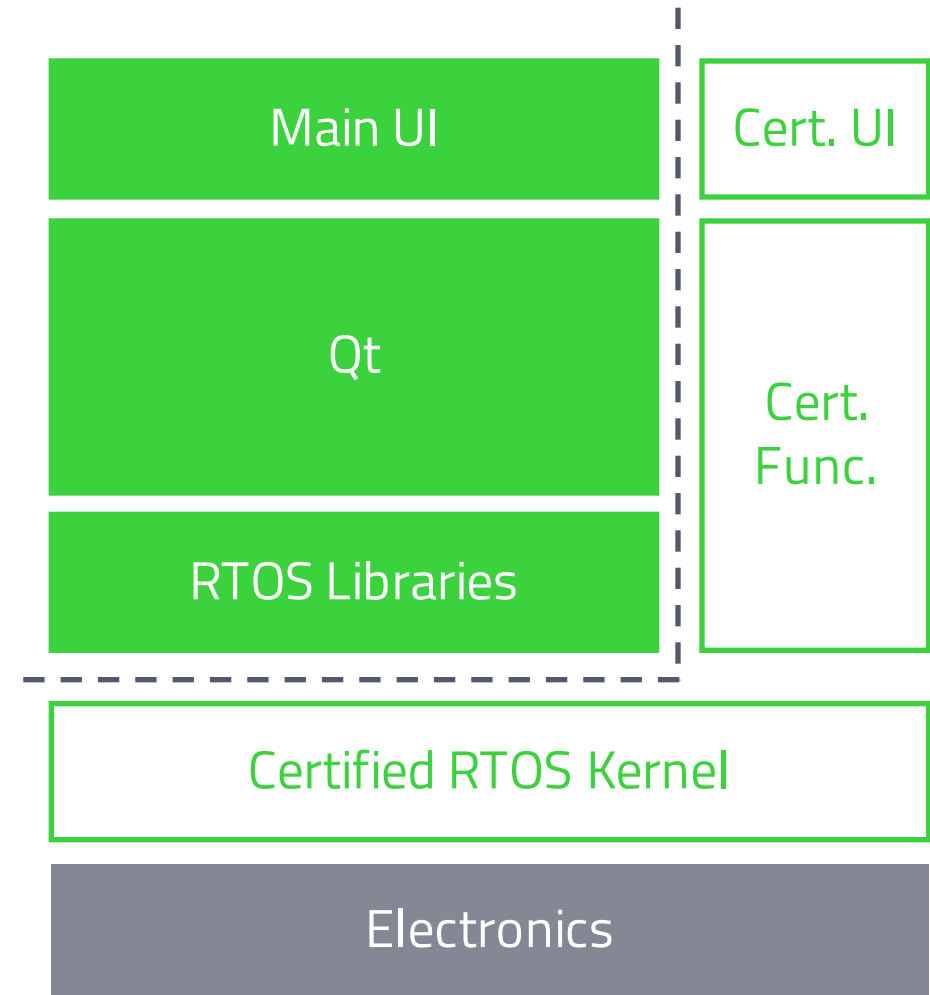 Main UI
Cert. UI
Qt
Cert.
Func.
RTOS Libraries
Certified RTOS Kernel
Electronics